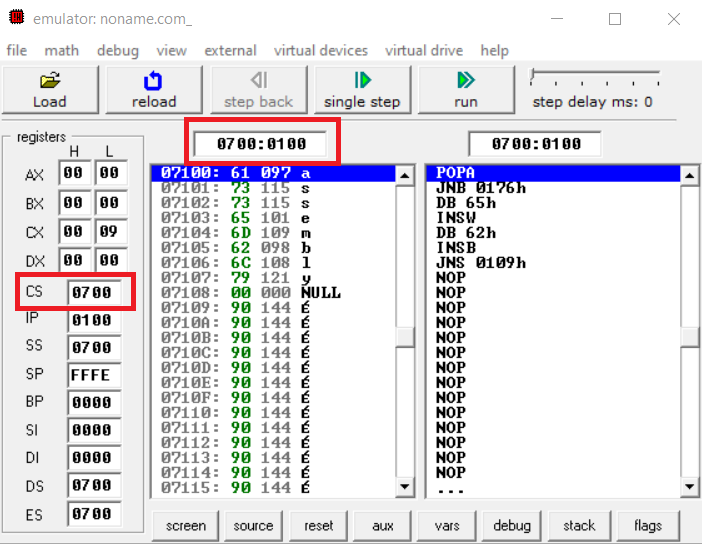 emulator: noname.com_
file math debug view external virtual devices virtual drive help
Load reload step back single step run step delay ms: 0
registers
H L
AX 00 00
BX 00 00
CX 00 09
DX 00 00
CS 0700
IP 0100
SS 0700
SP FFFE
BP 0000
SI 0000
DI 0000
DS 0700
ES 0700
0700:0100
07100: 61 097 a
07101: 73 115 s
07102: 73 115 s
07103: 65 101 e
07104: 6D 109 m
07105: 62 098 b
07106: 6C 108 l
07107: 79 121 y
07108: 00 000 NULL
07109: 90 144 É
0710A: 90 144 É
0710B: 90 144 É
0710C: 90 144 É
0710D: 90 144 É
0710E: 90 144 É
0710F: 90 144 É
07110: 90 144 É
07111: 90 144 É
07112: 90 144 É
07113: 90 144 É
07114: 90 144 É
07115: 90 144 É
0700:0100
POPA
JNB 0176h
DB 65h
INSW
DB 62h
INSB
JNS 0109h
NOP
NOP
NOP
NOP
NOP
NOP
NOP
NOP
NOP
NOP
NOP
NOP
NOP
NOP
...
screen source reset aux vars debug stack flags